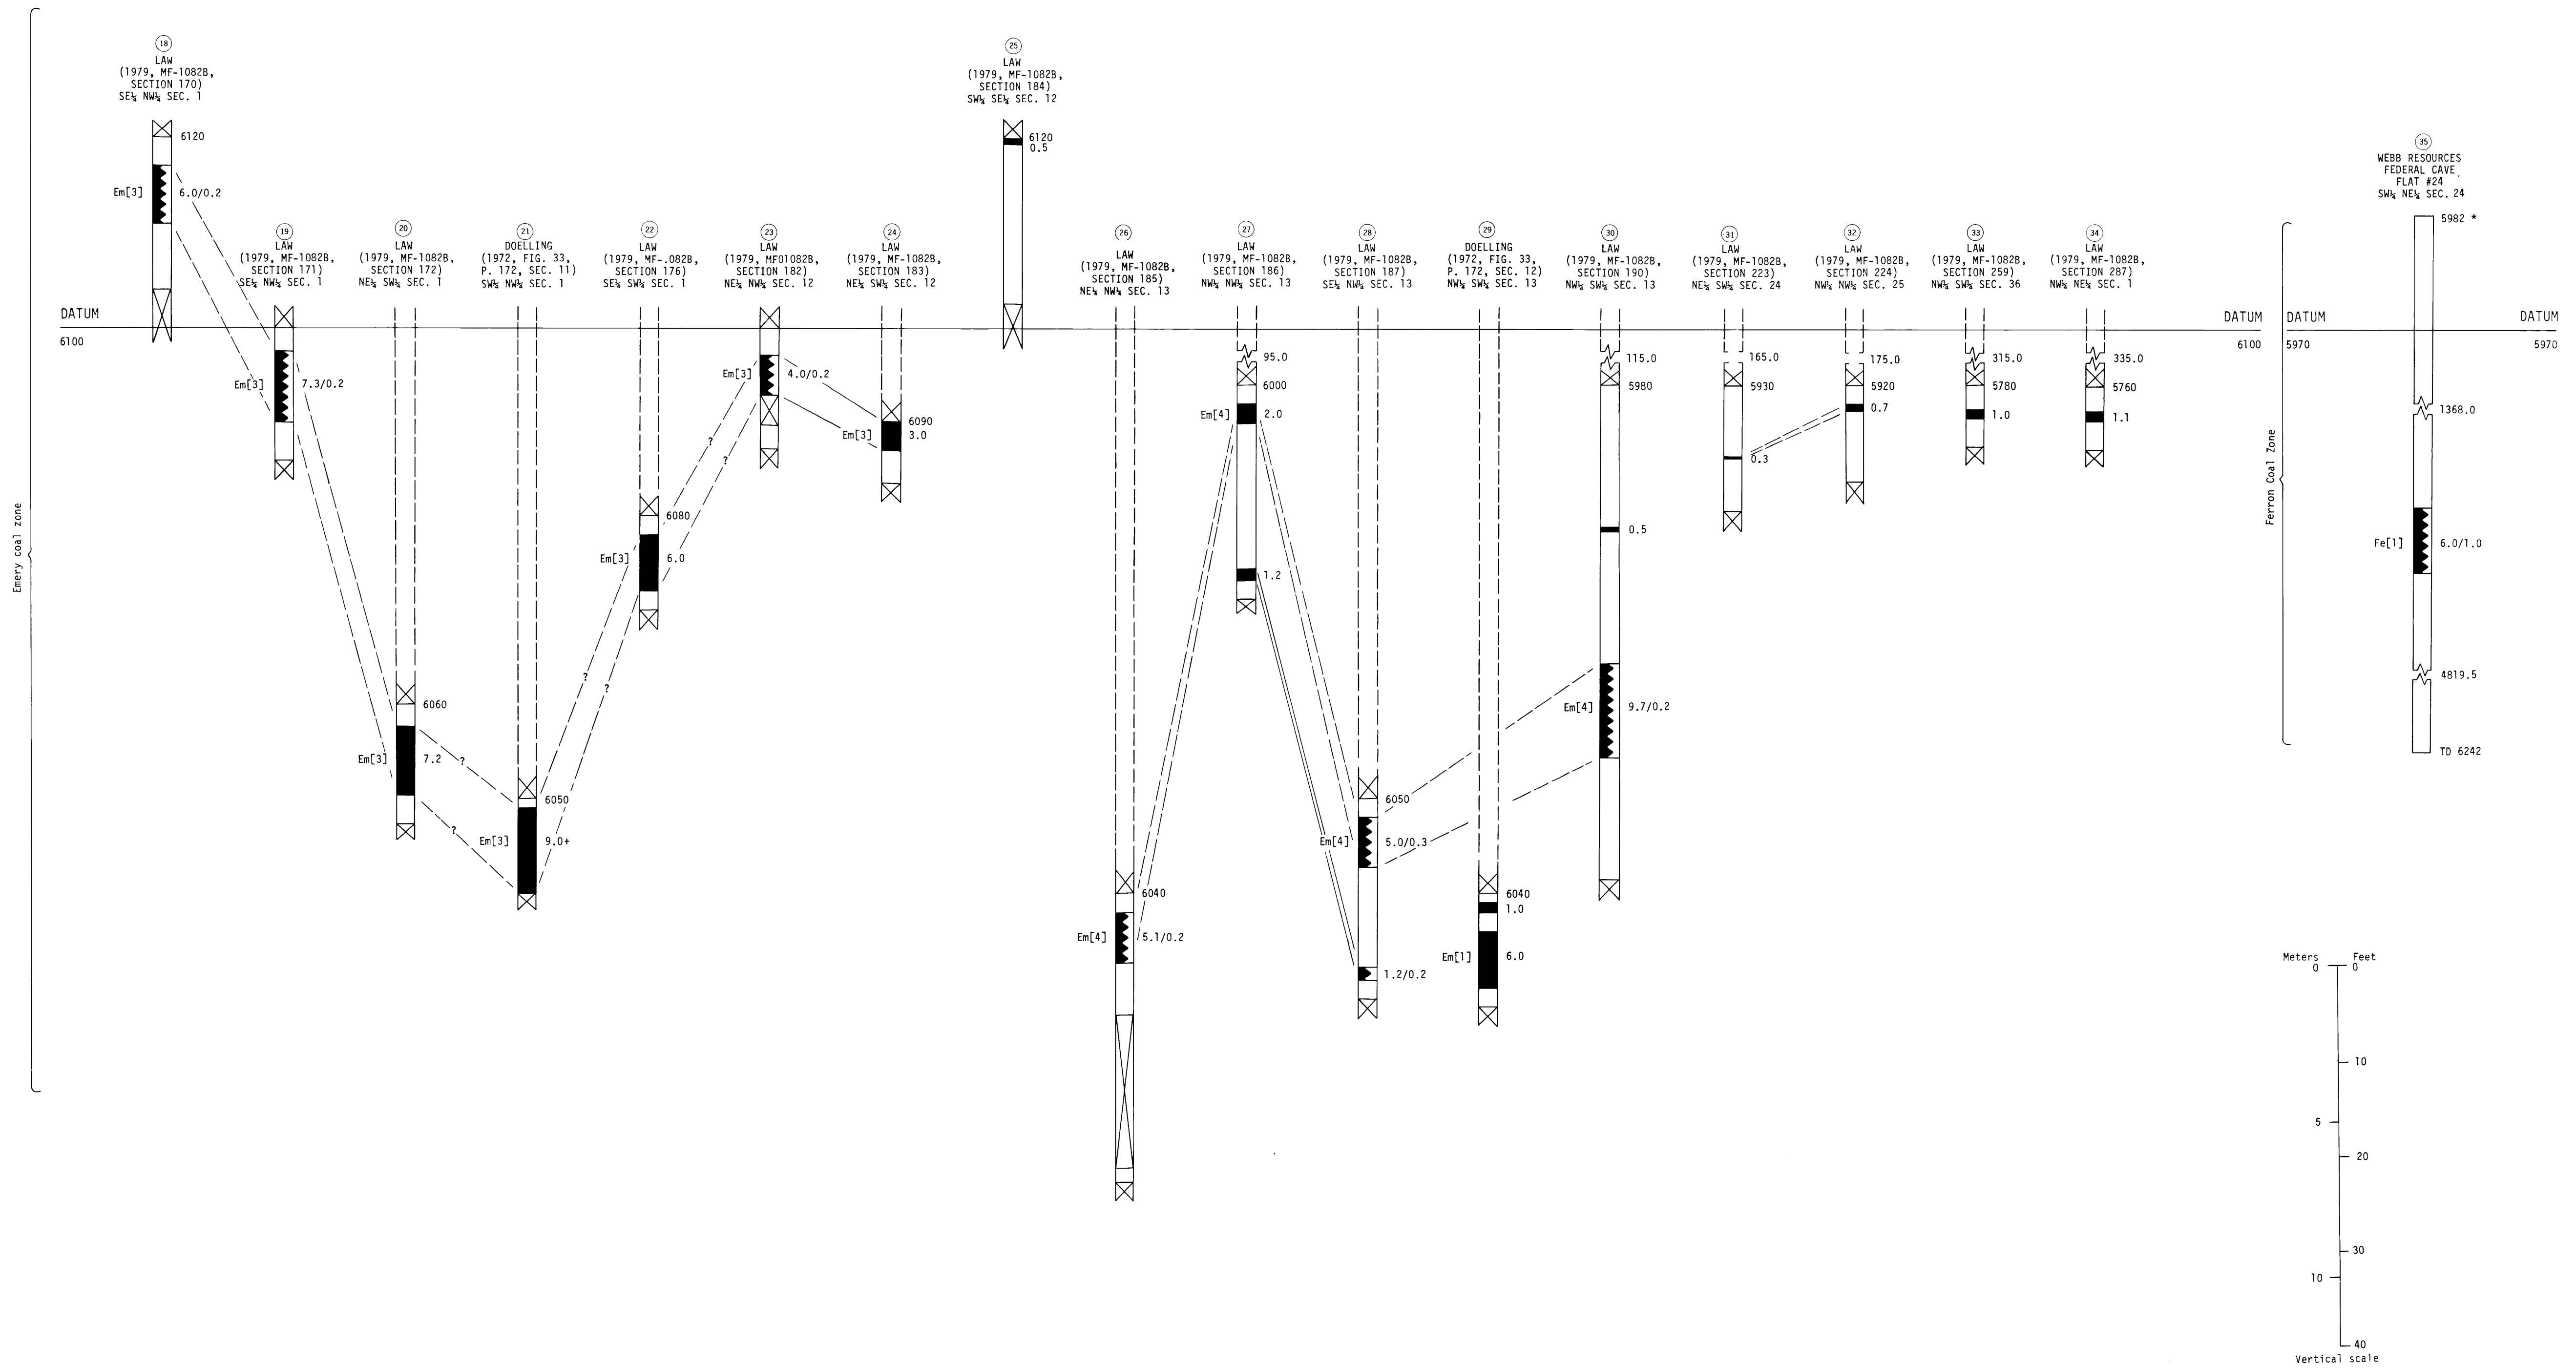 18
LAW
(1979, MF-1082B,
SECTION 170)
SE¼ NW¼ SEC. 1
6120
Em[3]
6.0/0.2
19
LAW
(1979, MF-1082B,
SECTION 171)
SE¼ NW¼ SEC. 1
Em[3]
7.3/0.2
20
LAW
(1979, MF-1082B,
SECTION 172)
NE¼ SW¼ SEC. 1
6060
Em[3]
7.2
?
?
21
DOELLING
(1972, FIG. 33,
P. 172, SEC. 11)
SW¼ NW¼ SEC. 1
6050
Em[3]
9.0+
?
?
22
LAW
(1979, MF-.082B,
SECTION 176)
SE¼ SW¼ SEC. 1
6080
Em[3]
6.0
?
?
23
LAW
(1979, MF01082B,
SECTION 182)
NE¼ NW¼ SEC. 12
Em[3]
4.0/0.2
24
LAW
(1979, MF-1082B,
SECTION 183)
NE¼ SW¼ SEC. 12
6090
Em[3]
3.0
25
LAW
(1979, MF-1082B,
SECTION 184)
SW¼ SE¼ SEC. 12
6120
0.5
26
LAW
(1979, MF-1082B,
SECTION 185)
NE¼ NW¼ SEC. 13
6040
Em[4]
5.1/0.2
27
LAW
(1979, MF-1082B,
SECTION 186)
NW¼ NW¼ SEC. 13
95.0
6000
Em[4]
2.0
1.2
28
LAW
(1979, MF-1082B,
SECTION 187)
SE¼ NW¼ SEC. 13
6050
Em[4]
5.0/0.3
1.2/0.2
29
DOELLING
(1972, FIG. 33,
P. 172, SEC. 12)
NW¼ SW¼ SEC. 13
6040
1.0
Em[1]
6.0
30
LAW
(1979, MF-1082B,
SECTION 190)
NW¼ SW¼ SEC. 13
115.0
5980
0.5
Em[4]
9.7/0.2
31
LAW
(1979, MF-1082B,
SECTION 223)
NE¼ SW¼ SEC. 24
165.0
5930
0.3
32
LAW
(1979, MF-1082B,
SECTION 224)
NW¼ NW¼ SEC. 25
175.0
5920
0.7
33
LAW
(1979, MF-1082B,
SECTION 259)
NW¼ SW¼ SEC. 36
315.0
5780
1.0
34
LAW
(1979, MF-1082B,
SECTION 287)
NW¼ NE¼ SEC. 1
335.0
5760
1.1
DATUM
6100
DATUM
6100
Emery coal zone
Ferron Coal Zone
DATUM
5970
DATUM
5970
35
WEBB RESOURCES
FEDERAL CAVE
FLAT #24
SW¼ NE¼ SEC. 24
5982 *
1368.0
Fe[1]
6.0/1.0
4819.5
TD 6242
Meters Feet
0 0
10
5
20
30
10
40
Vertical scale